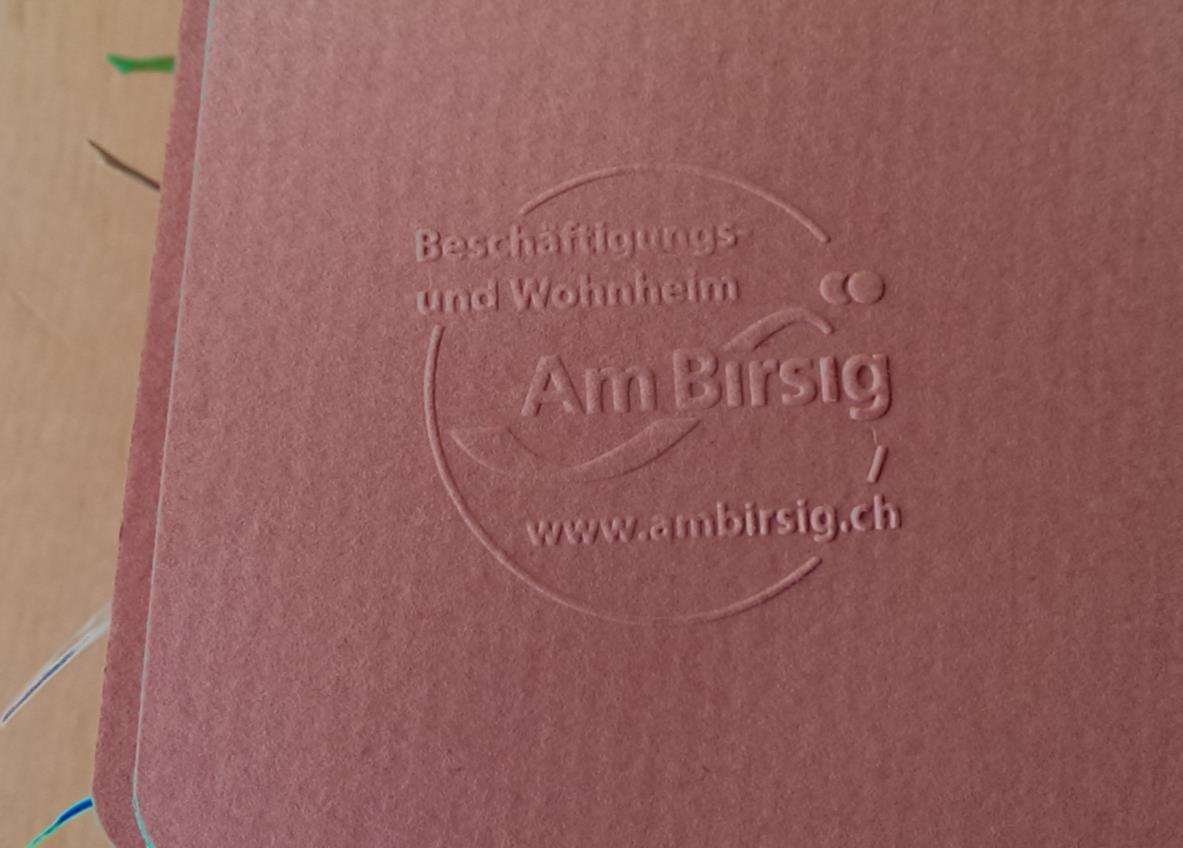 Beschäftigungs-
und Wohnheim
Am Birsig
www.ambirsig.ch